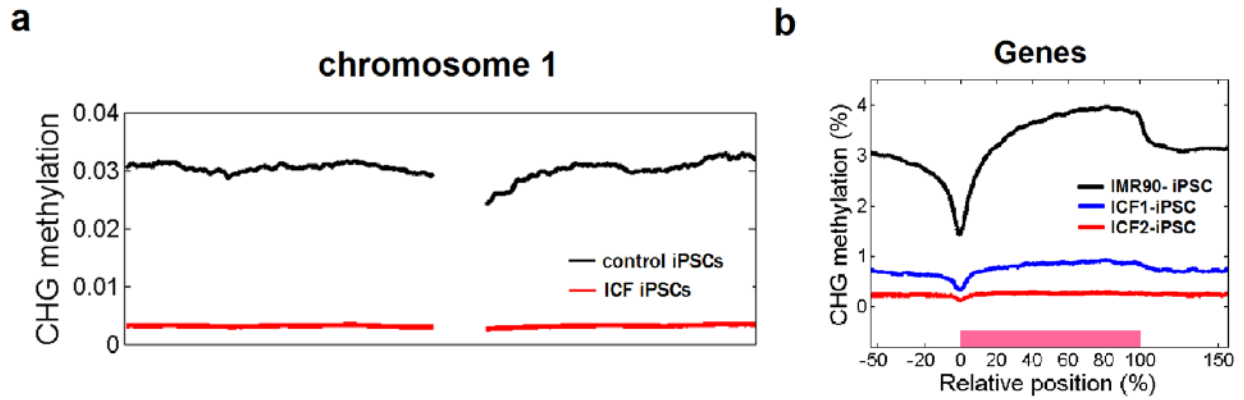 a
chromosome 1
CHG methylation
0.04
0.03
0.02
0.01
0
control iPSCs
ICF iPSCs
b
Genes
CHG methylation (%)
4
3
2
1
0
IMR90- iPSC
ICF1-iPSC
ICF2-iPSC
-50 -20 0 20 40 60 80 100 150
Relative position (%)